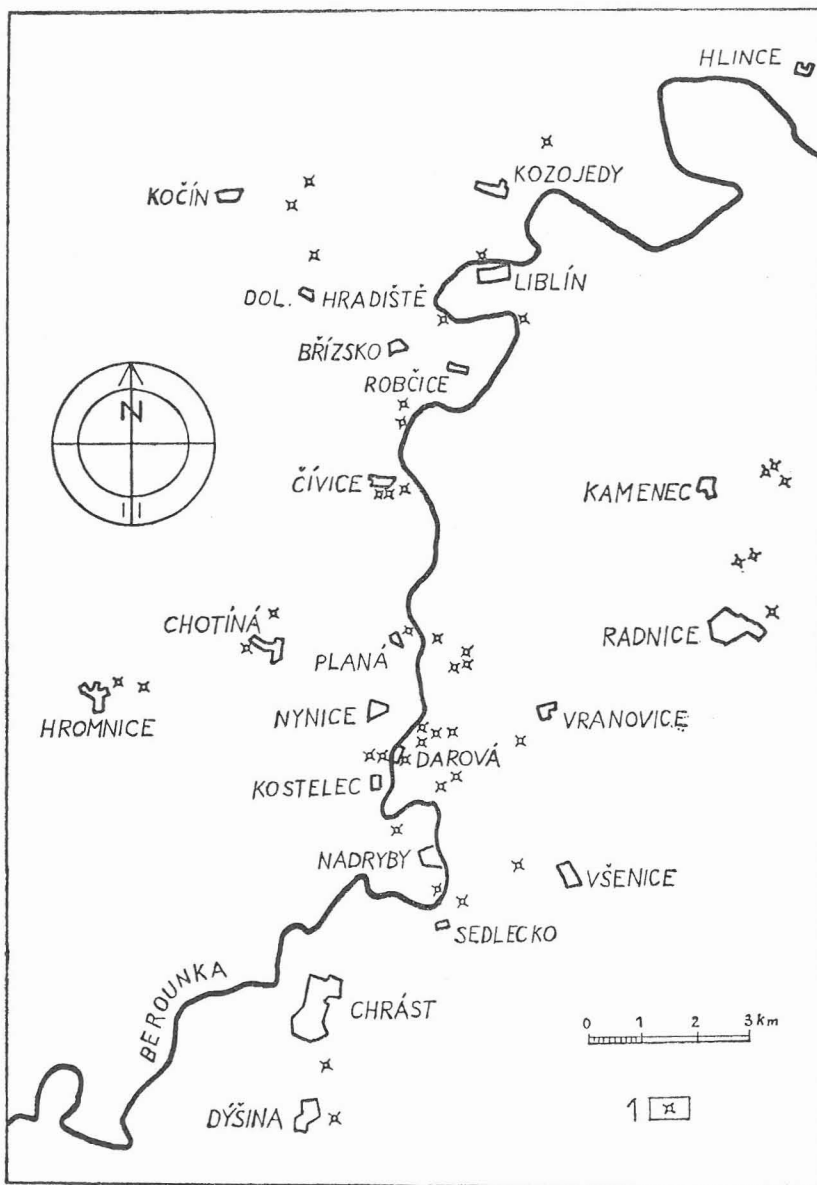 HLINCE
KOZOJEDY
KOČÍN
LIBLÍN
DOL. HRADIŠTĚ
BŘÍZSKO
ROBČICE
N
ČÍVICE
KAMENEC
CHOTÍNÁ
RADNICE
PLANÁ
HROMNICE
NYNICE
VRANOVICE
DAROVÁ
KOSTELEC
NADRYBY
VŠENICE
SEDLECKO
BEROUNKA
CHRÁST
0 1 2 3 km
DÝŠINA
1